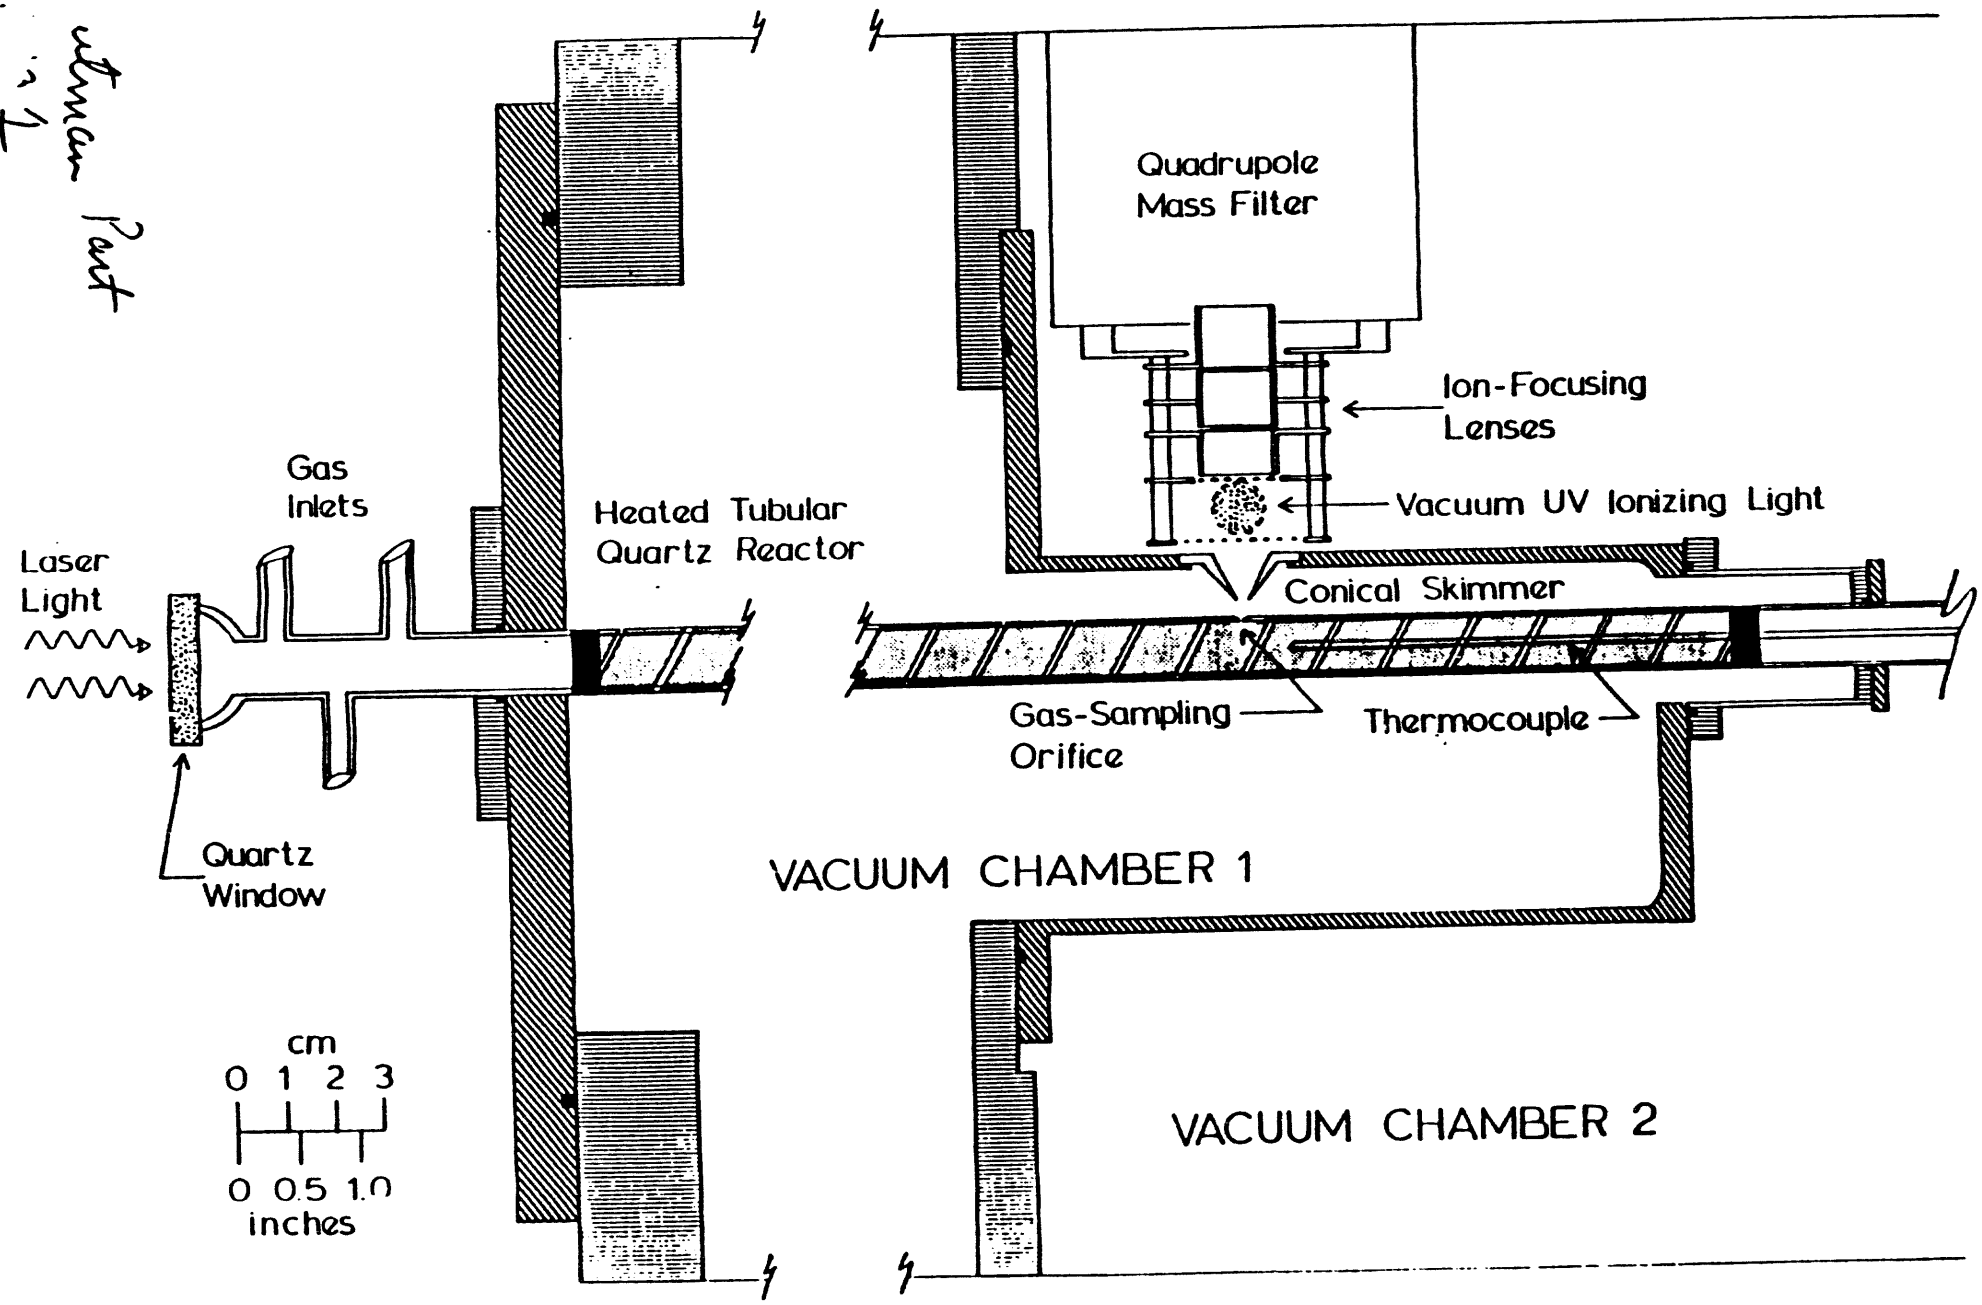 Part
Quadrupole
Mass Filter
Ion-Focusing
Lenses
Gas
Inlets
Vacuum UV Ionizing Light
Heated Tubular
Quartz Reactor
Laser
Light
Conical Skimmer
Gas-Sampling
Orifice
Thermocouple
Quartz
Window
VACUUM CHAMBER 1
cm
0 1 2 3
0 0.5 1.0
inches
VACUUM CHAMBER 2